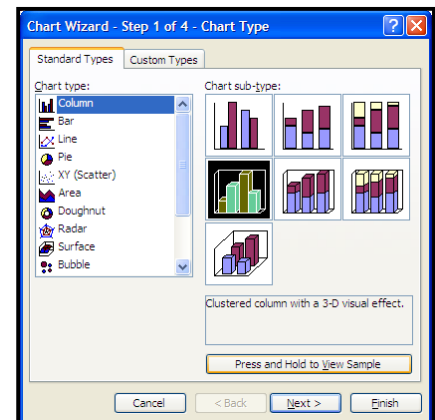 Chart Wizard - Step 1 of 4 - Chart Type
Standard Types Custom Types
Chart type:
Column
Bar
Line
Pie
XY (Scatter)
Area
Doughnut
Radar
Surface
Bubble
Chart sub-type:
Clustered column with a 3-D visual effect.
Press and Hold to View Sample
Cancel < Back Next > Finish